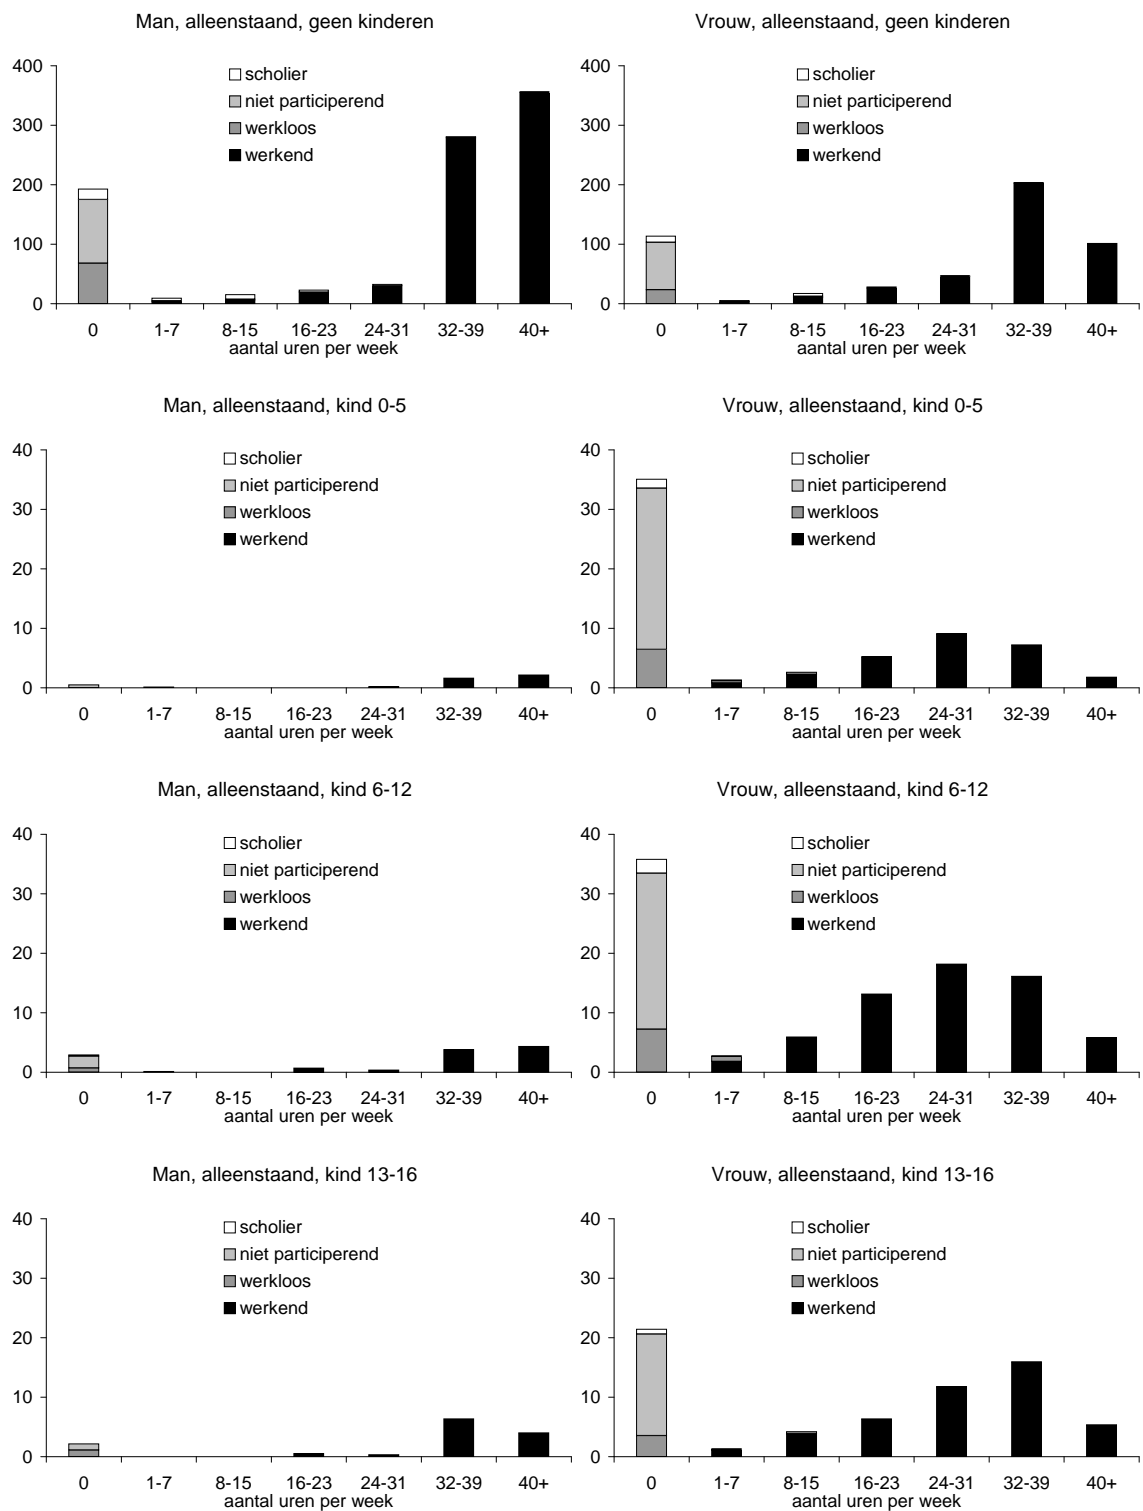 Man, alleenstaand, geen kinderen
400
300
200
100
0
scholier
niet participerend
werkloos
werkend
0 1-7 8-15 16-23 24-31 32-39 40+
aantal uren per week
Vrouw, alleenstaand, geen kinderen
400
300
200
100
0
scholier
niet participerend
werkloos
werkend
0 1-7 8-15 16-23 24-31 32-39 40+
aantal uren per week
Man, alleenstaand, kind 0-5
40
30
20
10
0
scholier
niet participerend
werkloos
werkend
0 1-7 8-15 16-23 24-31 32-39 40+
aantal uren per week
Vrouw, alleenstaand, kind 0-5
40
30
20
10
0
scholier
niet participerend
werkloos
werkend
0 1-7 8-15 16-23 24-31 32-39 40+
aantal uren per week
Man, alleenstaand, kind 6-12
40
30
20
10
0
scholier
niet participerend
werkloos
werkend
0 1-7 8-15 16-23 24-31 32-39 40+
aantal uren per week
Vrouw, alleenstaand, kind 6-12
40
30
20
10
0
scholier
niet participerend
werkloos
werkend
0 1-7 8-15 16-23 24-31 32-39 40+
aantal uren per week
Man, alleenstaand, kind 13-16
40
30
20
10
0
scholier
niet participerend
werkloos
werkend
0 1-7 8-15 16-23 24-31 32-39 40+
aantal uren per week
Vrouw, alleenstaand, kind 13-16
40
30
20
10
0
scholier
niet participerend
werkloos
werkend
0 1-7 8-15 16-23 24-31 32-39 40+
aantal uren per week